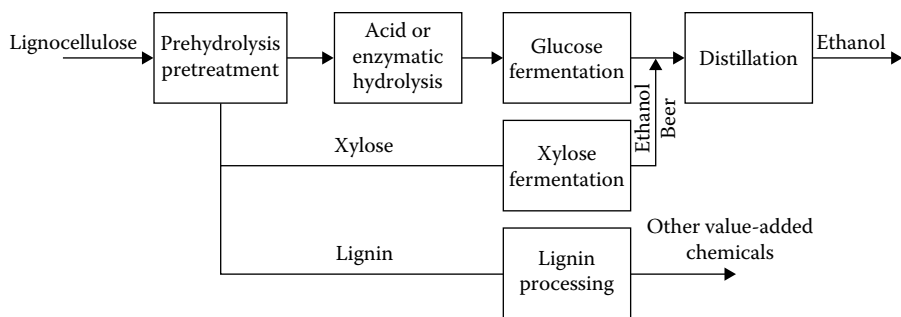 Lignocellulose
Prehydrolysis
pretreatment
Acid or
enzymatic
hydrolysis
Glucose
fermentation
Distillation
Ethanol
Ethanol
Beer
Xylose
Xylose
fermentation
Lignin
Lignin
processing
Other value-added
chemicals